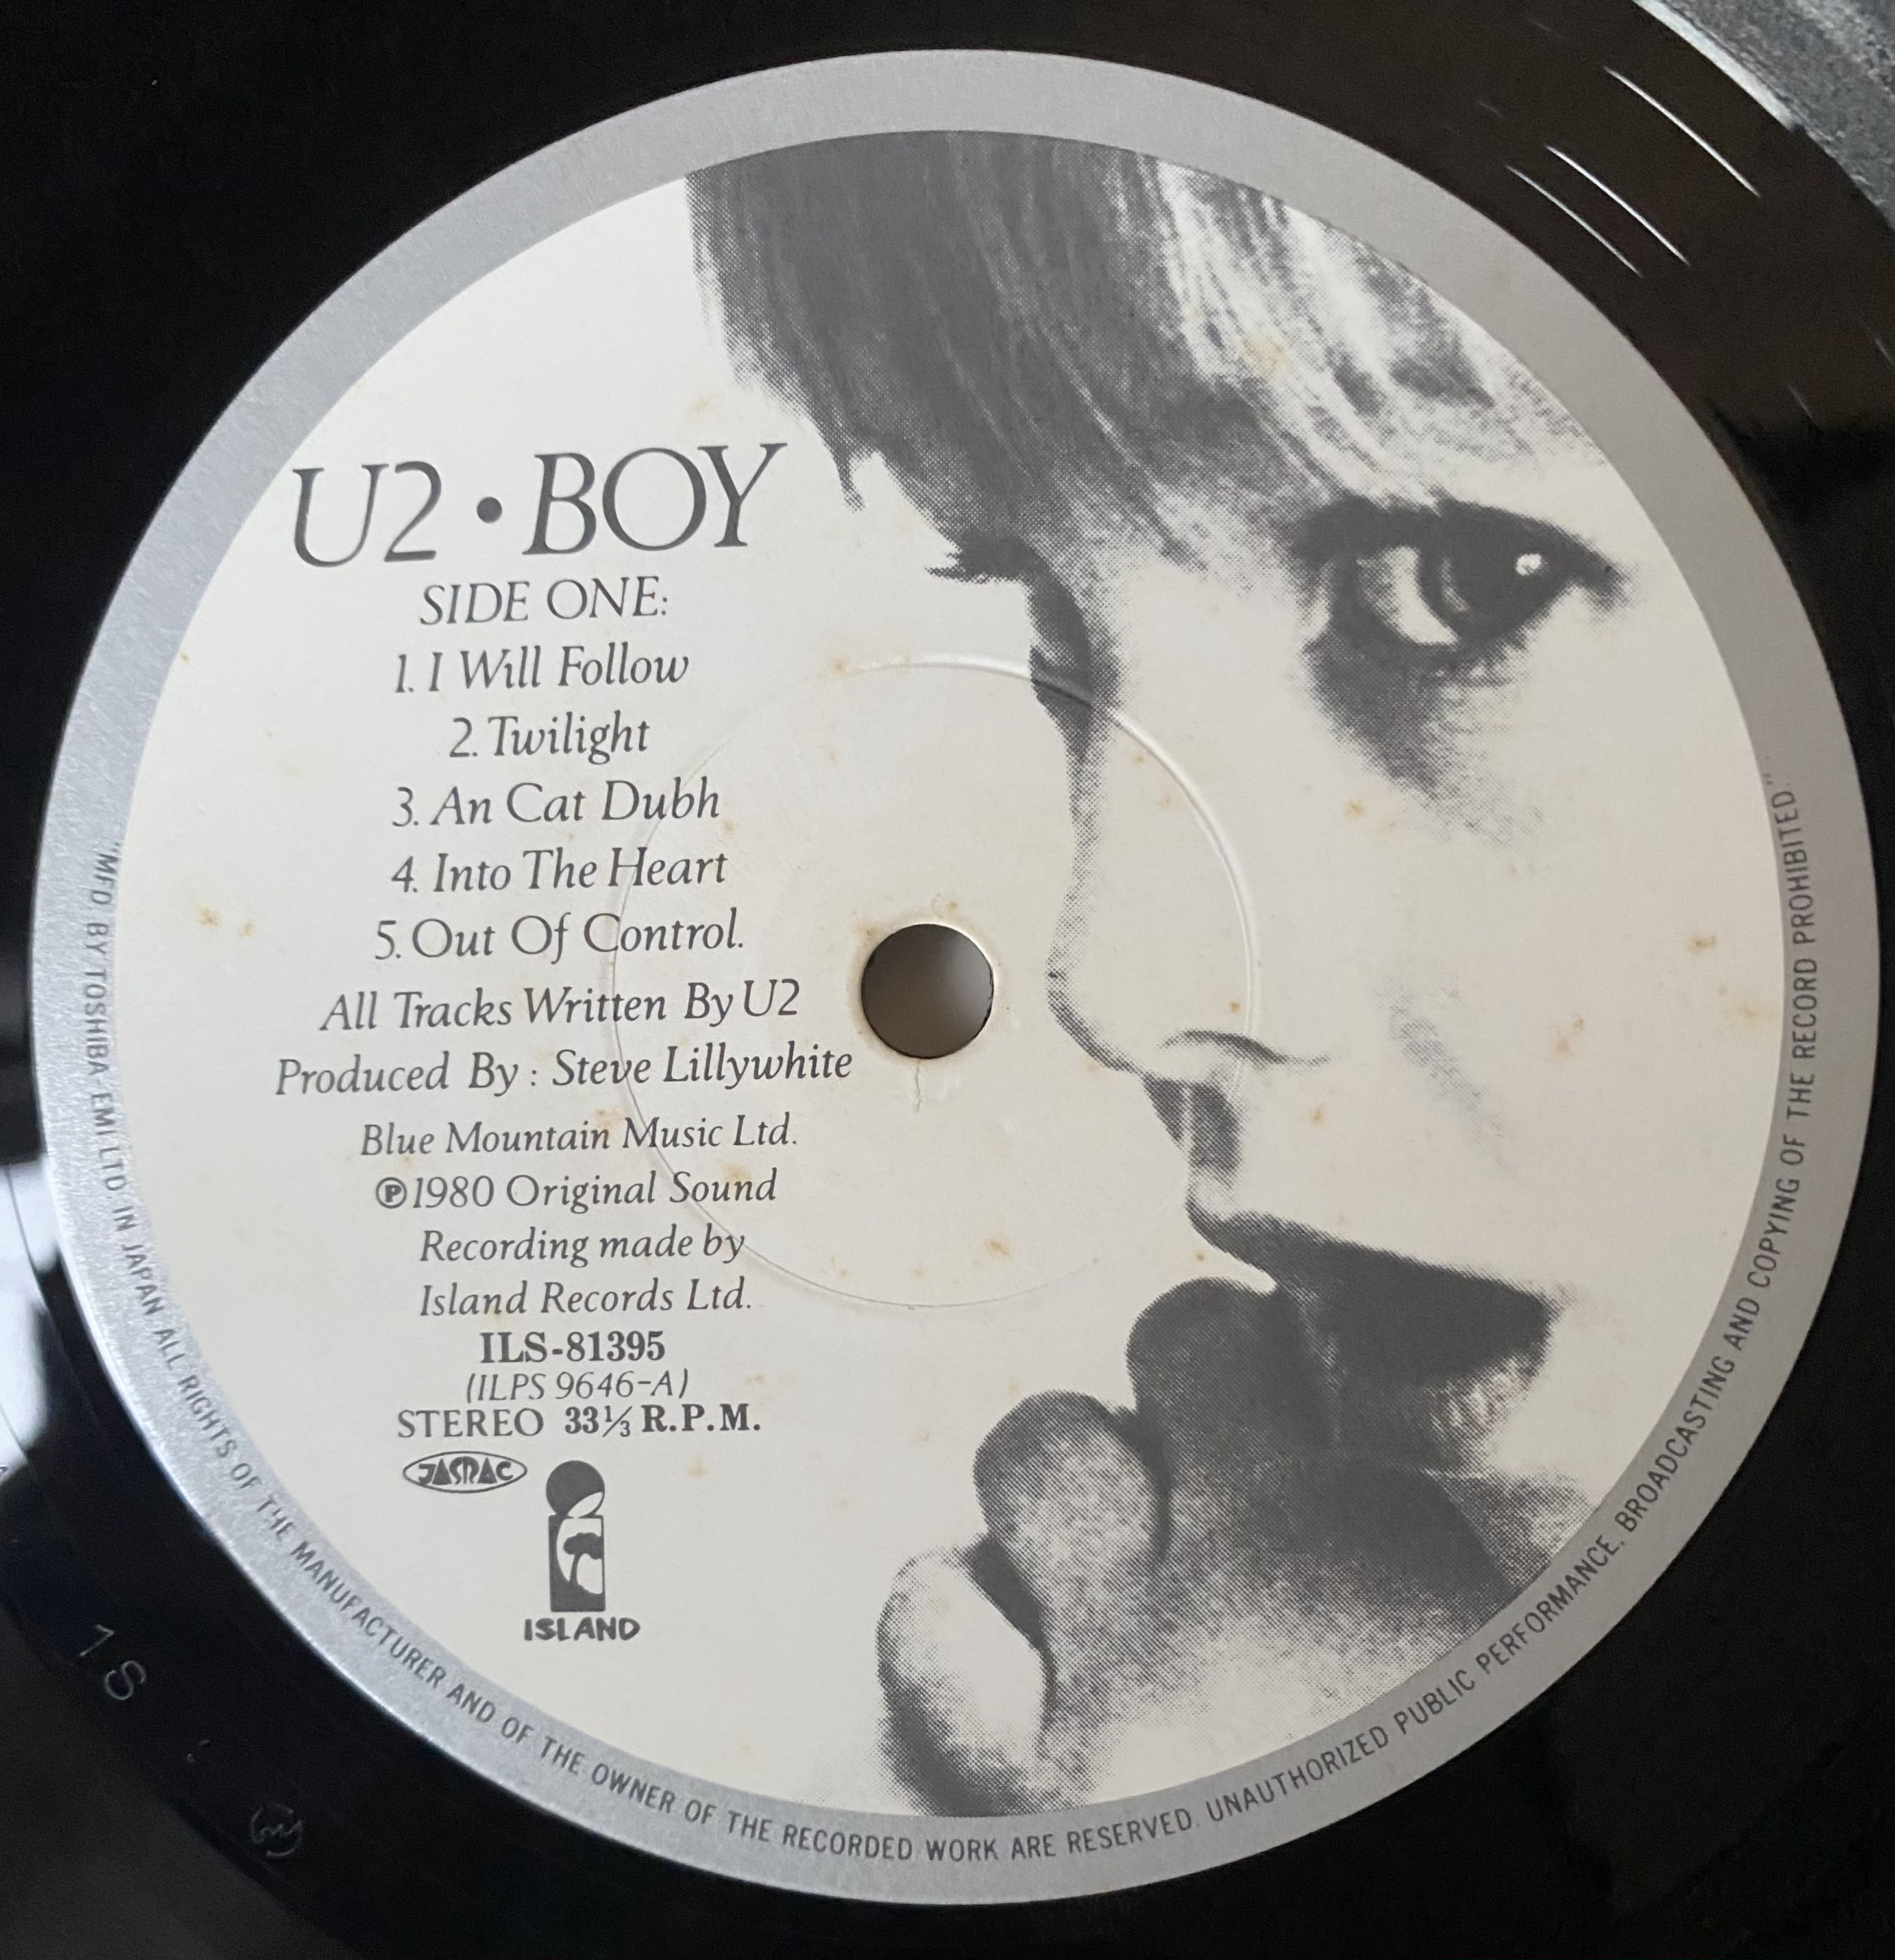 U2 • BOY
SIDE ONE:
1. I Will Follow
2. Twilight
3. An Cat Dubh
4. Into The Heart
5. Out Of Control.
All Tracks Written By U2
Produced By : Steve Lillywhite
Blue Mountain Music Ltd.
℗1980 Original Sound
Recording made by
Island Records Ltd.
ILS-81395
(ILPS 9646-A)
STEREO 33⅓ R.P.M.
JASRAC
ISLAND
"MFD. BY TOSHIBA-EMI LTD. IN JAPAN ALL RIGHTS OF THE MANUFACTURER AND OF THE OWNER OF THE RECORDED WORK ARE RESERVED. UNAUTHORIZED PUBLIC PERFORMANCE, BROADCASTING AND COPYING OF THE RECORD PROHIBITED."
1S